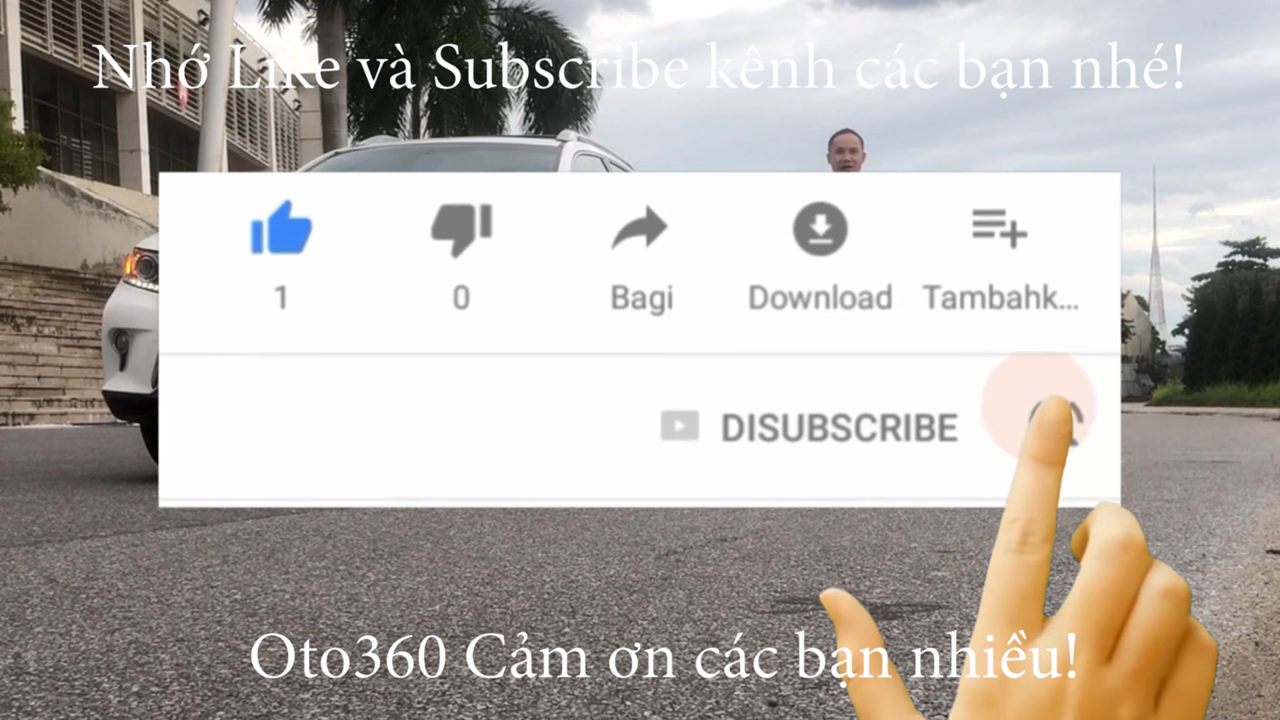 Nhớ Like và Subscribe kênh các bạn nhé!
1 0 Bagi Download Tambahk...
DISUBSCRIBE
Oto360 Cảm ơn các bạn nhiều!